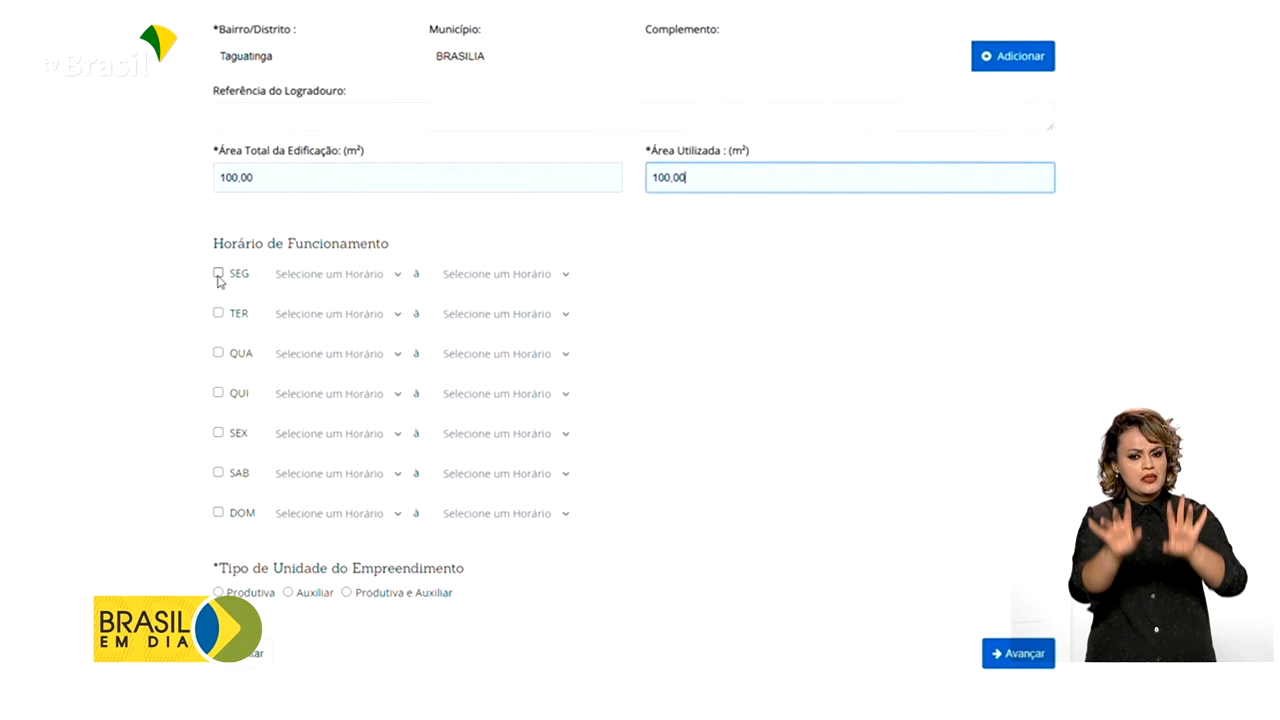 *Bairro/Distrito :
Município:
Complemento:
tv Brasil
Taguatinga
BRASILIA
Adicionar
Referência do Logradouro:
*Área Total da Edificação: (m²)
*Área Utilizada : (m²)
100,00
100,00
Horário de Funcionamento
SEG Selecione um Horário à Selecione um Horário
TER Selecione um Horário à Selecione um Horário
QUA Selecione um Horário à Selecione um Horário
QUI Selecione um Horário à Selecione um Horário
SEX Selecione um Horário à Selecione um Horário
SAB Selecione um Horário à Selecione um Horário
DOM Selecione um Horário à Selecione um Horário
*Tipo de Unidade do Empreendimento
Produtiva Auxiliar Produtiva e Auxiliar
BRASIL
EM DIA
Avançar